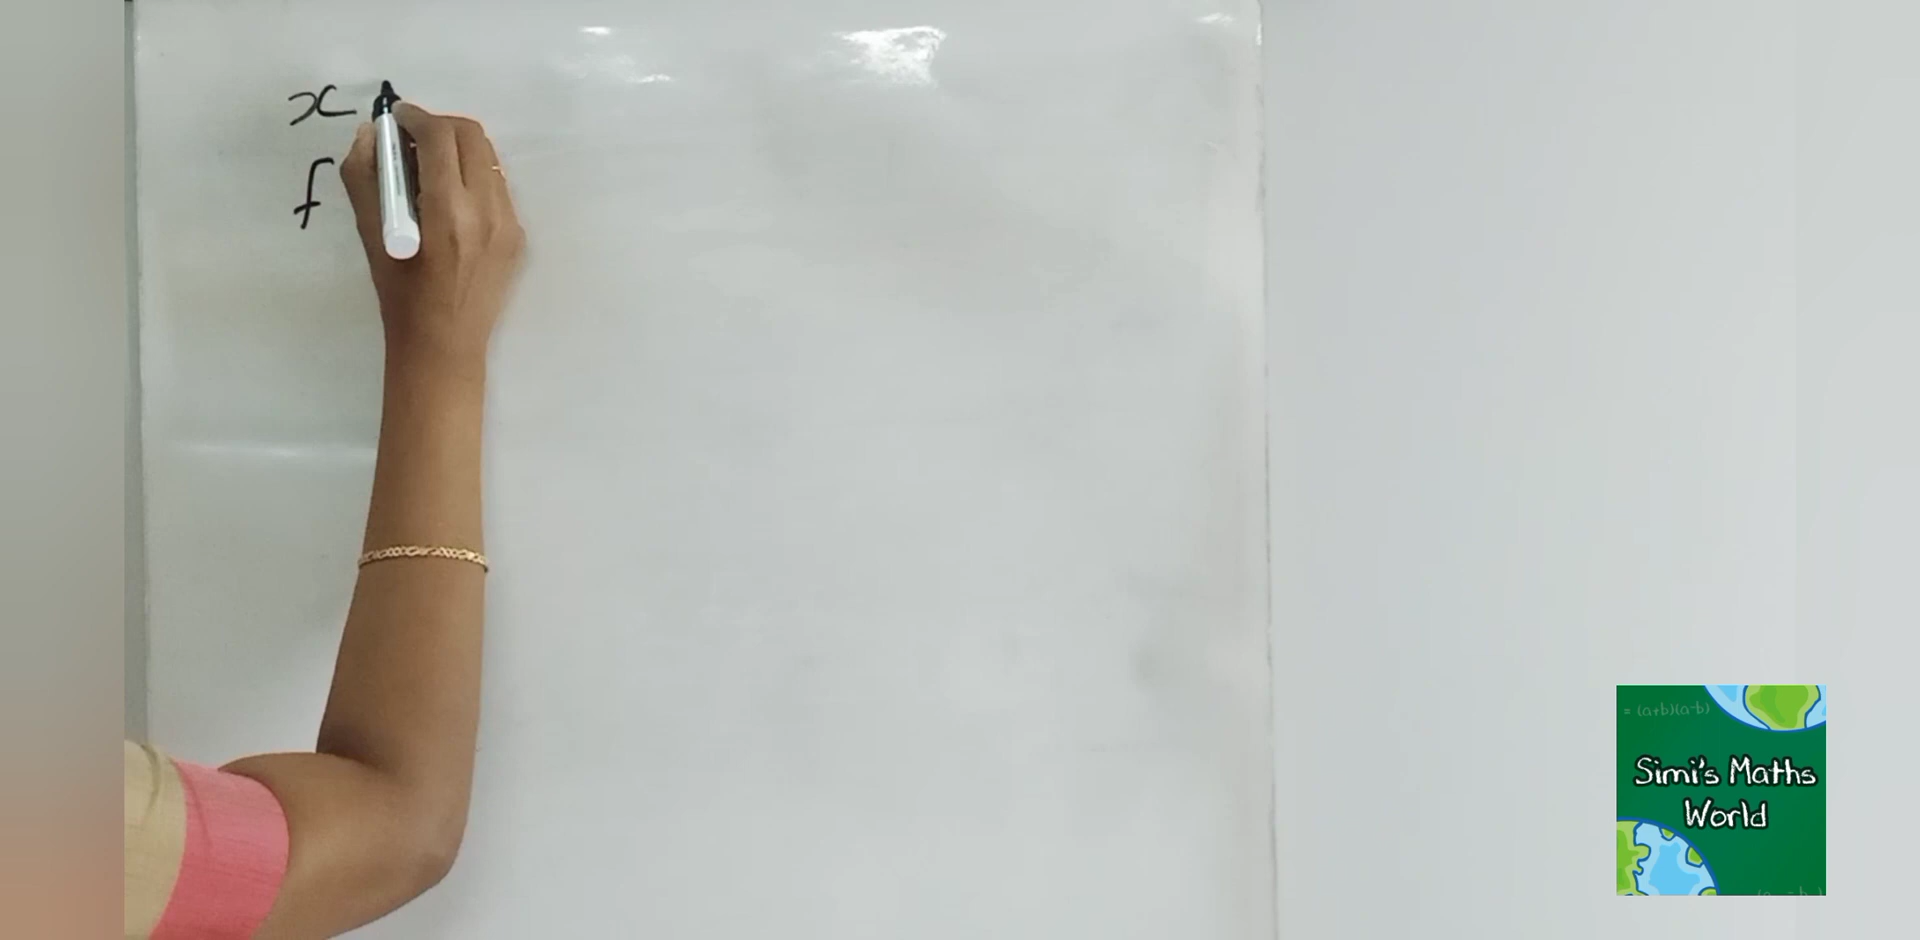 x
f
= (a+b)(a-b)
Simi's Maths
World